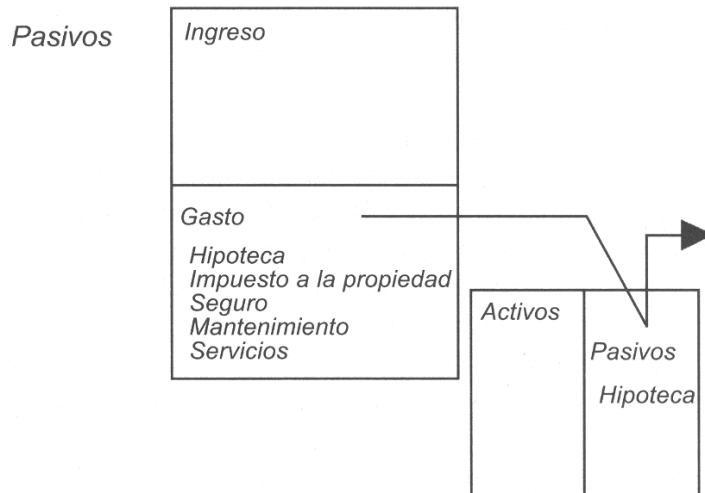 Pasivos
Ingreso
Gasto
Hipoteca
Impuesto a la propiedad
Seguro
Mantenimiento
Servicios
Activos
Pasivos
Hipoteca